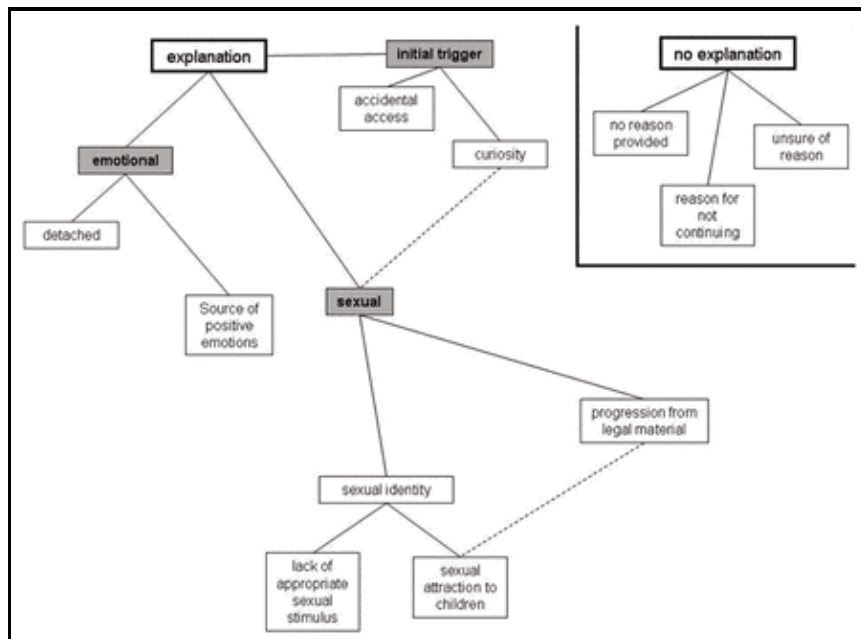 explanation
initial trigger
no explanation
accidental
access
no reason
provided
unsure of
reason
curiosity
emotional
reason for
not
continuing
detached
sexual
Source of
positive
emotions
progression from
legal material
sexual identity
lack of
appropriate
sexual
stimulus
sexual
attraction to
children